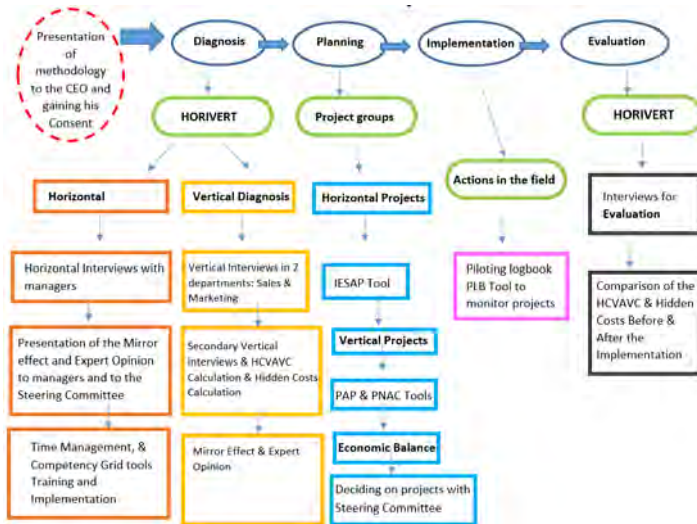 Presentation
of
methodology
to the CEO and
gaining his
Consent
Diagnosis
Planning
Implementation
Evaluation
HORIVERT
Project groups
Actions in the field
HORIVERT
Horizontal
Vertical Diagnosis
Horizontal Projects
Interviews for
Evaluation
Horizontal Interviews with
managers
Vertical Interviews in 2
departments: Sales &
Marketing
IESAP Tool
Piloting logbook
PLB Tool to
monitor projects
Comparison of the
HCVAVC & Hidden
Costs Before &
After the
Implementation
Presentation of the Mirror
effect and Expert Opinion
to managers and to the
Steering Committee
Secondary Vertical
Interviews & HCVAVC
Calculation & Hidden Costs
Calculation
Vertical Projects
PAP & PNAC Tools
Time Management, &
Competency Grid tools
Training and
Implementation
Mirror Effect & Expert
Opinion
Economic Balance
Deciding on projects with
Steering Committee